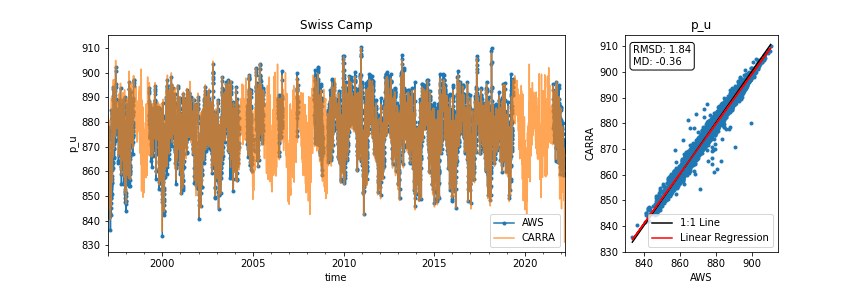 Swiss Camp
p_u
910
900
890
880
870
860
850
840
830
p_u
2000
2005
2010
2015
2020
time
AWS
CARRA
RMSD: 1.84
MD: -0.36
910
900
890
880
870
860
850
840
830
CARRA
840
860
880
900
AWS
1:1 Line
Linear Regression